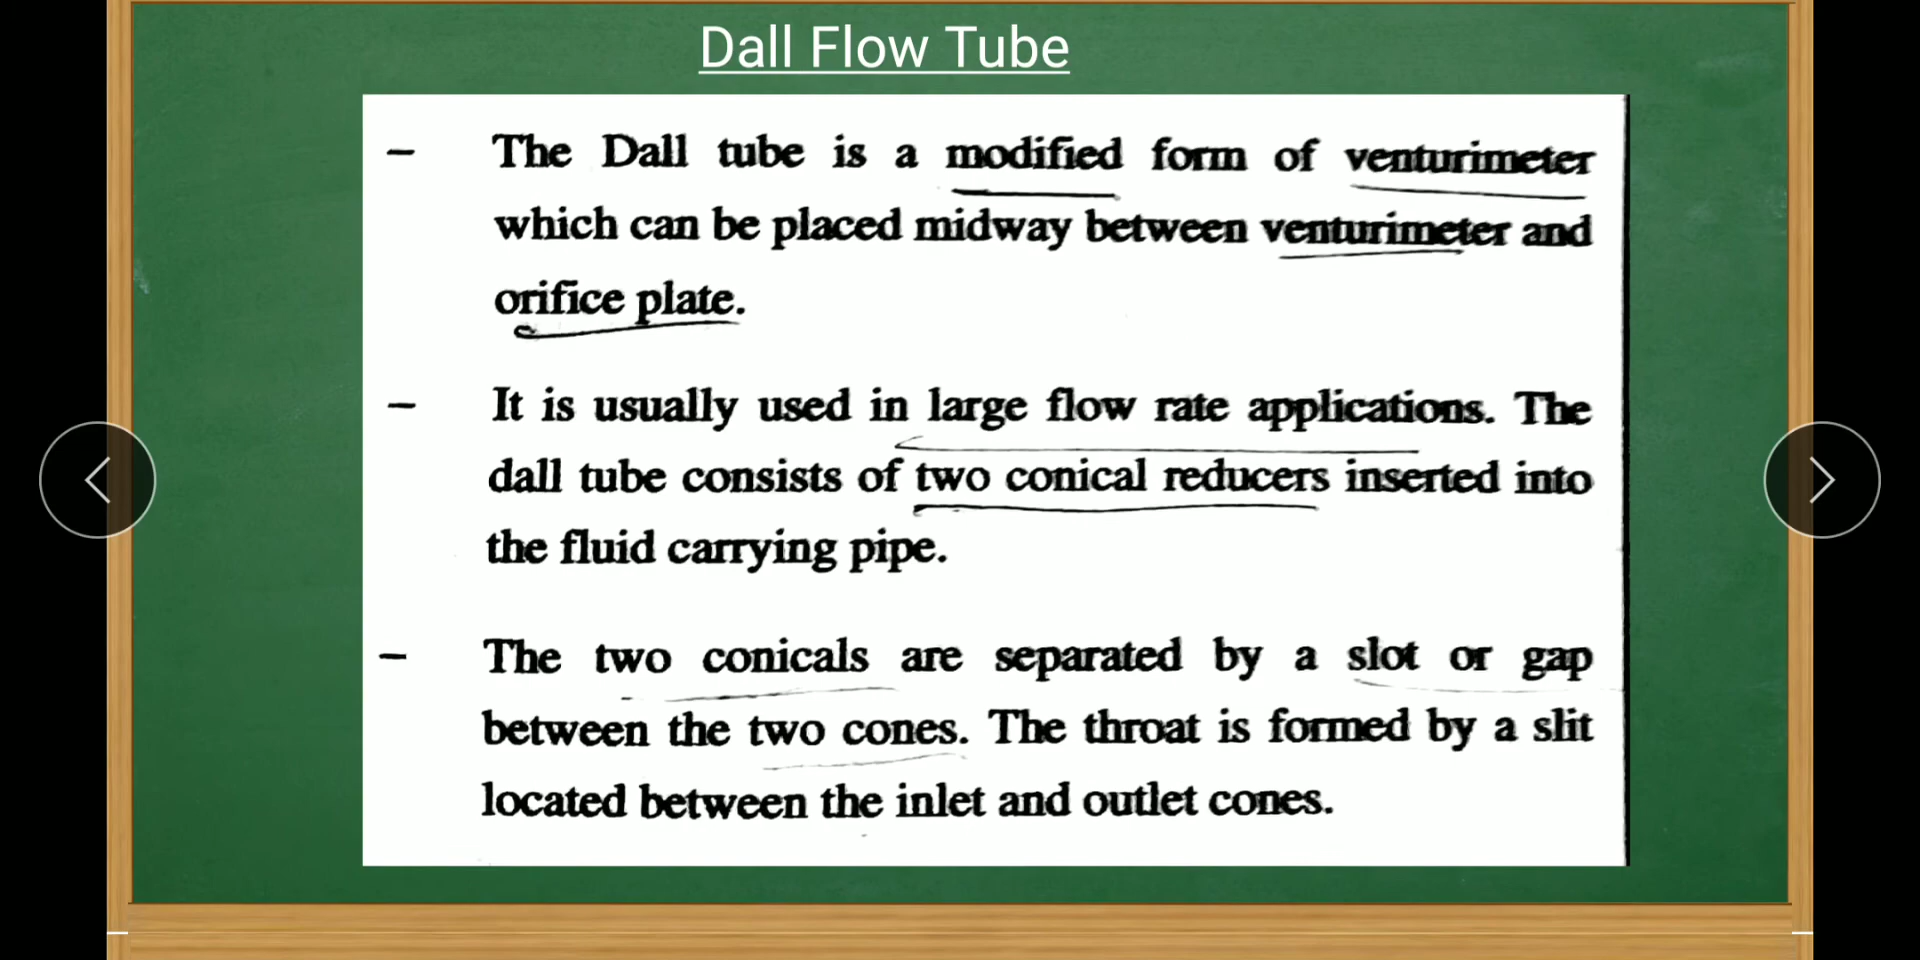 Dall Flow Tube
- The Dall tube is a modified form of venturimeter
which can be placed midway between venturimeter and
orifice plate.
- It is usually used in large flow rate applications. The
dall tube consists of two conical reducers inserted into
the fluid carrying pipe.
- The two conicals are separated by a slot or gap
between the two cones. The throat is formed by a slit
located between the inlet and outlet cones.